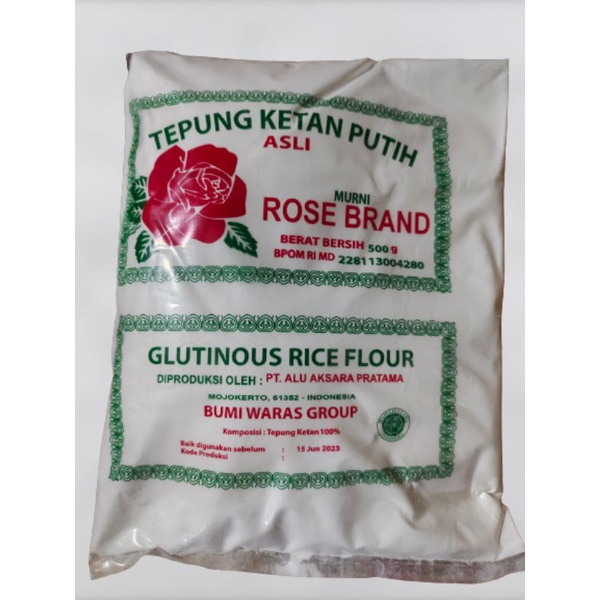 TEPUNG KETAN PUTIH
ASLI
MURNI
ROSE BRAND
BERAT BERSIH 500 g
BPOM RI MD 228113004280
GLUTINOUS RICE FLOUR
DIPRODUKSI OLEH : PT. ALU AKSARA PRATAMA
MOJOKERTO, 61352 - INDONESIA
BUMI WARAS GROUP
Komposisi : Tepung Ketan 100%
Baik digunakan sebelum : 15 Jun 2023
Kode Produksi :